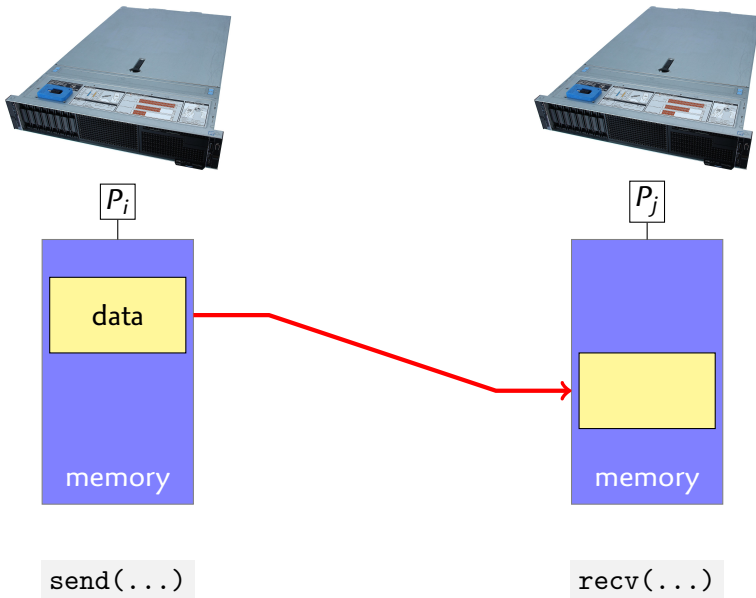 P_i
P_j
data
memory
memory
send(...)
recv(...)